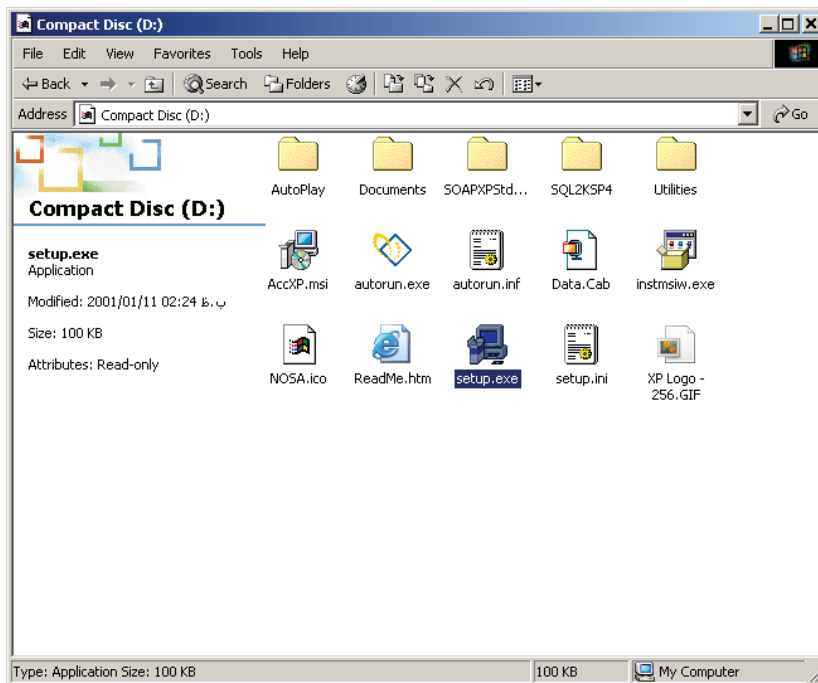 Compact Disc (D:)
File Edit View Favorites Tools Help
Back Search Folders
Address Compact Disc (D:) Go
AutoPlay Documents SOAPXPStd... SQL2KSP4 Utilities
Compact Disc (D:)
setup.exe
Application
Modified: 2001/01/11 02:24 ب.ظ
Size: 100 KB
Attributes: Read-only
AccXP.msi autorun.exe autorun.inf Data.Cab instmsiw.exe
NOSA.ico ReadMe.htm setup.exe setup.ini XP Logo -
256.GIF
Type: Application Size: 100 KB 100 KB My Computer